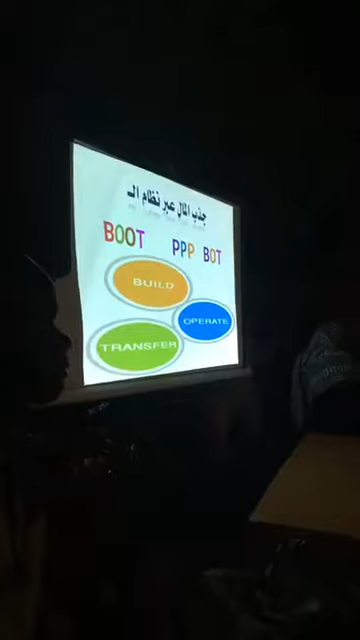 جذب المال عبر نظام الـ
BOOT PPP BOT
BUILD
OPERATE
TRANSFER